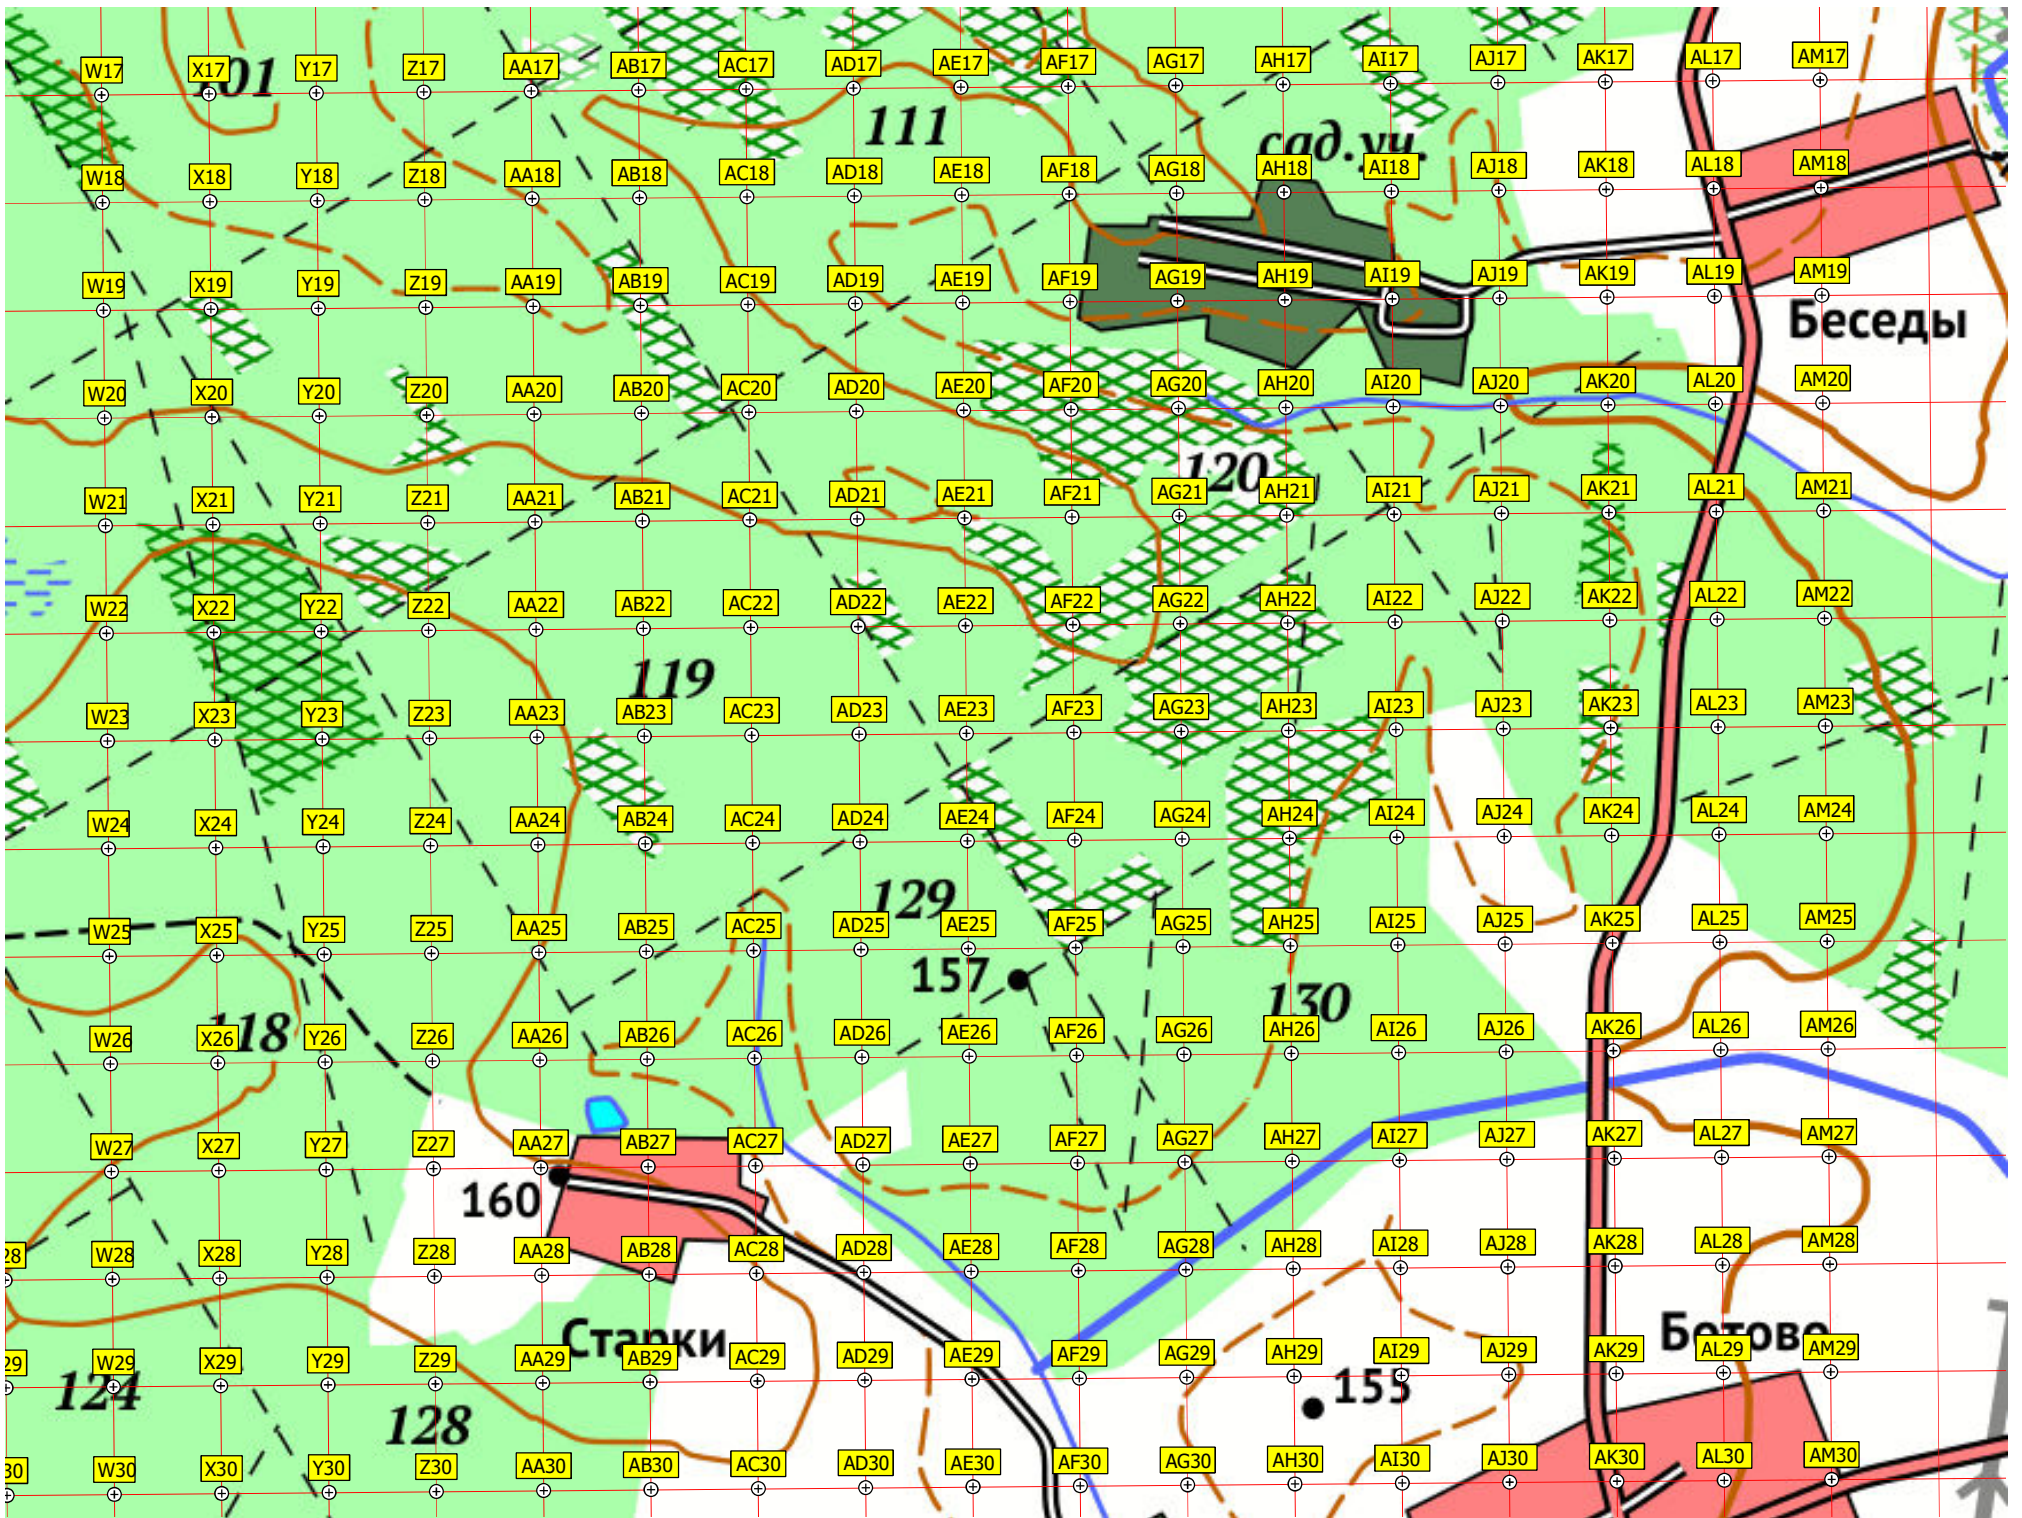 W17 X17 Y17 Z17 AA17 AB17 AC17 AD17 AE17 AF17 AG17 AH17 AI17 AJ17 AK17 AL17 AM17
101
111
сад.уч.
W18 X18 Y18 Z18 AA18 AB18 AC18 AD18 AE18 AF18 AG18 AH18 AI18 AJ18 AK18 AL18 AM18
W19 X19 Y19 Z19 AA19 AB19 AC19 AD19 AE19 AF19 AG19 AH19 AI19 AJ19 AK19 AL19 AM19
Беседы
W20 X20 Y20 Z20 AA20 AB20 AC20 AD20 AE20 AF20 AG20 AH20 AI20 AJ20 AK20 AL20 AM20
120
W21 X21 Y21 Z21 AA21 AB21 AC21 AD21 AE21 AF21 AG21 AH21 AI21 AJ21 AK21 AL21 AM21
W22 X22 Y22 Z22 AA22 AB22 AC22 AD22 AE22 AF22 AG22 AH22 AI22 AJ22 AK22 AL22 AM22
119
W23 X23 Y23 Z23 AA23 AB23 AC23 AD23 AE23 AF23 AG23 AH23 AI23 AJ23 AK23 AL23 AM23
W24 X24 Y24 Z24 AA24 AB24 AC24 AD24 AE24 AF24 AG24 AH24 AI24 AJ24 AK24 AL24 AM24
129
W25 X25 Y25 Z25 AA25 AB25 AC25 AD25 AE25 AF25 AG25 AH25 AI25 AJ25 AK25 AL25 AM25
157
130
118
W26 X26 Y26 Z26 AA26 AB26 AC26 AD26 AE26 AF26 AG26 AH26 AI26 AJ26 AK26 AL26 AM26
W27 X27 Y27 Z27 AA27 AB27 AC27 AD27 AE27 AF27 AG27 AH27 AI27 AJ27 AK27 AL27 AM27
160
28 W28 X28 Y28 Z28 AA28 AB28 AC28 AD28 AE28 AF28 AG28 AH28 AI28 AJ28 AK28 AL28 AM28
Старки
Ботово
29 W29 X29 Y29 Z29 AA29 AB29 AC29 AD29 AE29 AF29 AG29 AH29 AI29 AJ29 AK29 AL29 AM29
124
155
128
30 W30 X30 Y30 Z30 AA30 AB30 AC30 AD30 AE30 AF30 AG30 AH30 AI30 AJ30 AK30 AL30 AM30